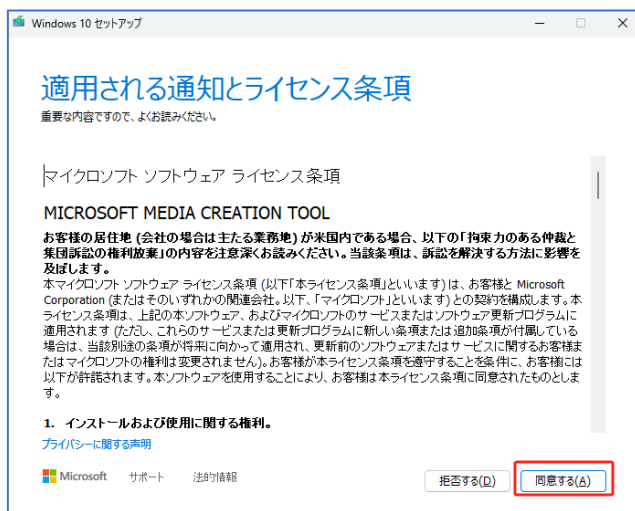 Windows 10 セットアップ
適用される通知とライセンス条項
重要な内容ですので、よくお読みください。
マイクロソフト ソフトウェア ライセンス条項
MICROSOFT MEDIA CREATION TOOL
お客様の居住地 (会社の場合は主たる業務地) が米国内である場合、以下の「拘束力のある仲裁と
集団訴訟の権利放棄」の内容を注意深くお読みください。当該条項は、訴訟を解決する方法に影響を
及ぼします。
本マイクロソフト ソフトウェア ライセンス条項 (以下「本ライセンス条項」といいます) は、お客様と Microsoft
Corporation (またはそのいずれかの関連会社。以下、「マイクロソフト」といいます) との契約を構成します。本
ライセンス条項は、上記の本ソフトウェア、およびマイクロソフトのサービスまたはソフトウェア更新プログラムに
適用されます (ただし、これらのサービスまたは更新プログラムに新しい条項または追加条項が付属している
場合は、当該別途の条項が将来に向かって適用され、更新前のソフトウェアまたはサービスに関するお客様ま
たはマイクロソフトの権利は変更されません)。お客様が本ライセンス条項を遵守することを条件に、お客様には
以下が許諾されます。本ソフトウェアを使用することにより、お客様は本ライセンス条項に同意されたものとしま
す。
1. インストールおよび使用に関する権利。
プライバシーに関する声明
Microsoft サポート 法的情報 拒否する(D) 同意する(A)